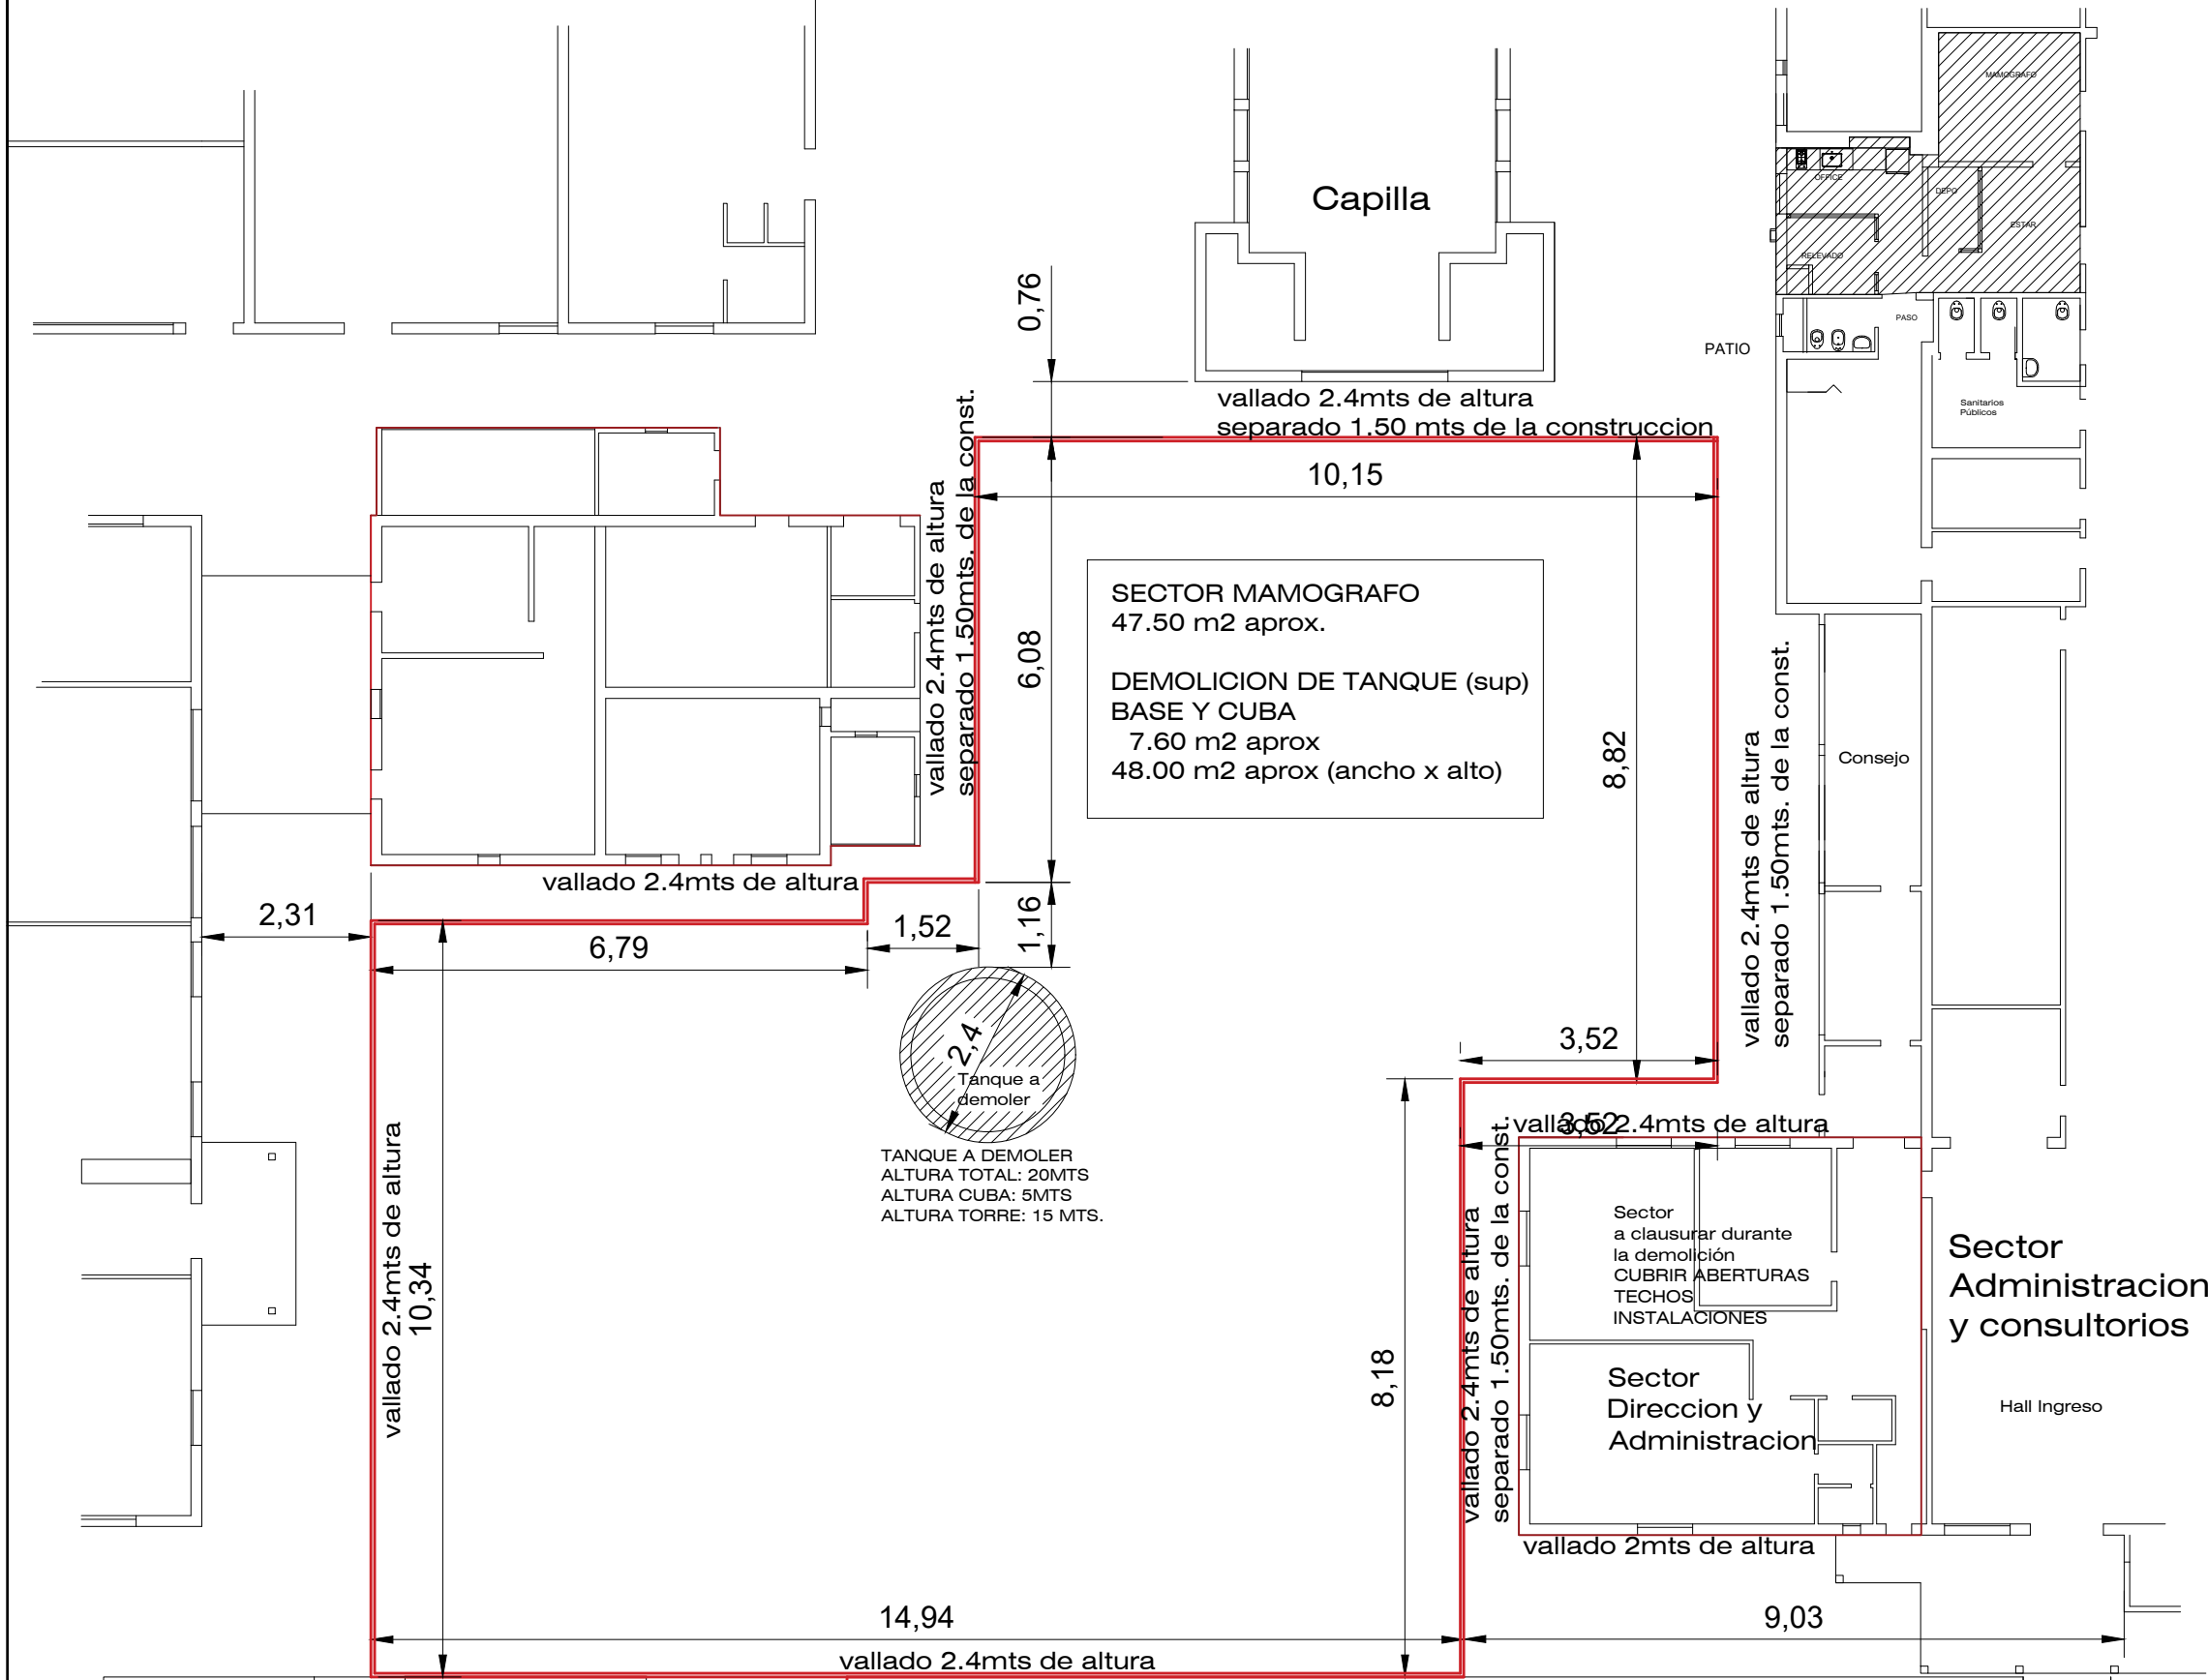 MAMOGRAFO
OFFICE
DEPO
ESTAR
RELEVADO
PASO
PATIO
Sanitarios
Públicos
Capilla
0,76
vallado 2.4mts de altura
separado 1.50 mts de la construccion
10,15
vallado 2.4mts de altura
separado 1.50mts. de la const.
6,08
SECTOR MAMOGRAFO
47.50 m2 aprox.
DEMOLICION DE TANQUE (sup)
BASE Y CUBA
7.60 m2 aprox
48.00 m2 aprox (ancho x alto)
8,82
vallado 2.4mts de altura
separado 1.50mts. de la const.
Consejo
vallado 2.4mts de altura
2,31
6,79
1,52
1,16
2,4
Tanque a
demoler
TANQUE A DEMOLER
ALTURA TOTAL: 20MTS
ALTURA CUBA: 5MTS
ALTURA TORRE: 15 MTS.
3,52
vallado 2.4mts de altura
3,52
vallado 2.4mts de altura
10,34
8,18
vallado 2.4mts de altura
separado 1.50mts. de la const.
Sector
a clausurar durante
la demolición
CUBRIR ABERTURAS
TECHOS
INSTALACIONES
Sector
Direccion y
Administracion
Sector
Administracion
y consultorios
Hall Ingreso
vallado 2mts de altura
14,94
9,03
vallado 2.4mts de altura